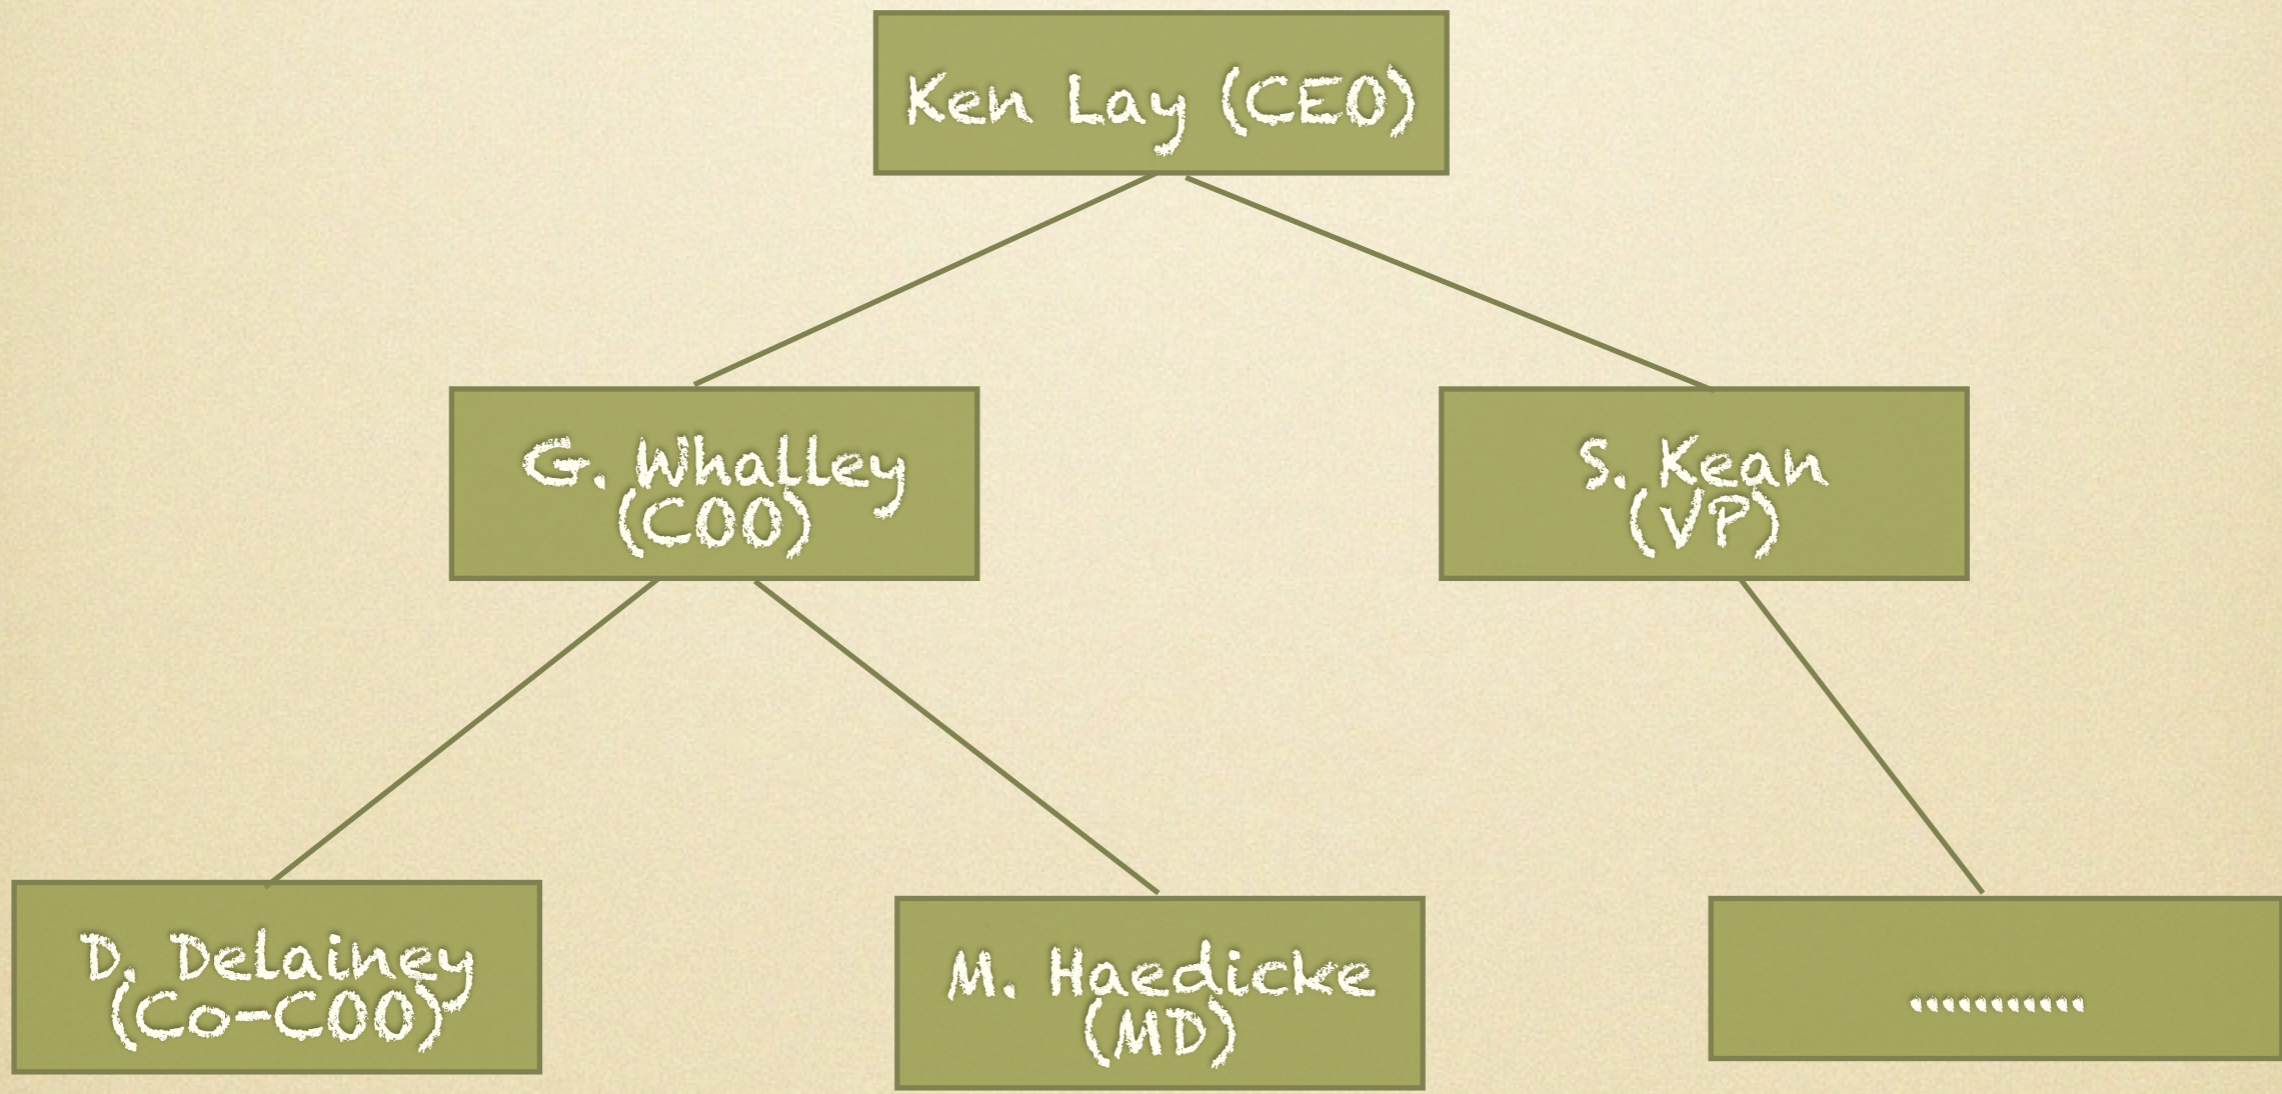 Ken Lay (CEO)
G. Whalley
(COO)
S. Kean
(VP)
D. Delainey
(Co-COO)
M. Haedicke
(MD)
...........